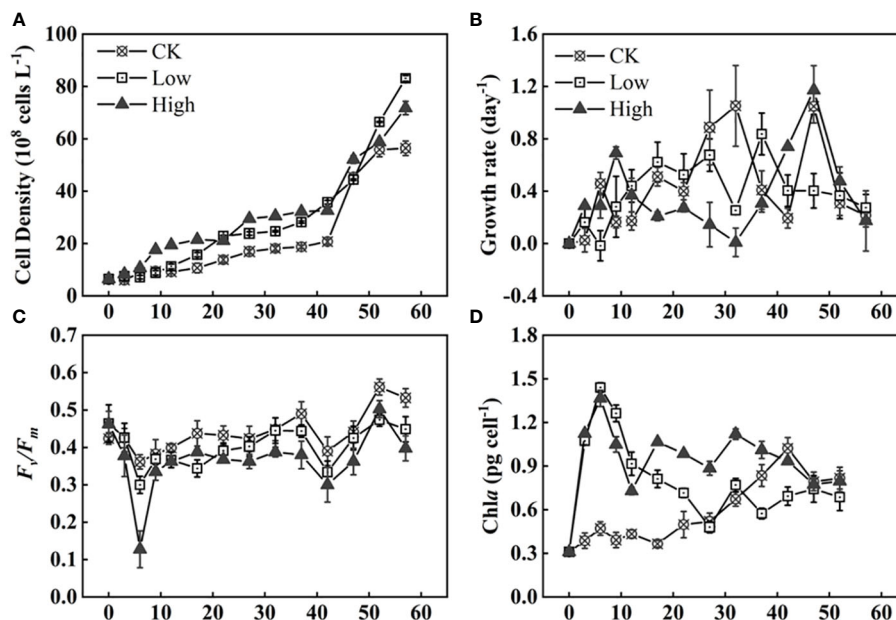 A
B
100
80
60
40
20
0
Cell Density (10⁸ cells L⁻¹)
CK
Low
High
0 10 20 30 40 50 60
1.6
1.2
0.8
0.4
0.0
-0.4
Growth rate (day⁻¹)
CK
Low
High
0 10 20 30 40 50 60
C
D
0.7
0.6
0.5
0.4
0.3
0.2
0.1
0.0
Fv/Fm
0 10 20 30 40 50 60
1.8
1.5
1.2
0.9
0.6
0.3
0.0
Chla (pg cell⁻¹)
0 10 20 30 40 50 60